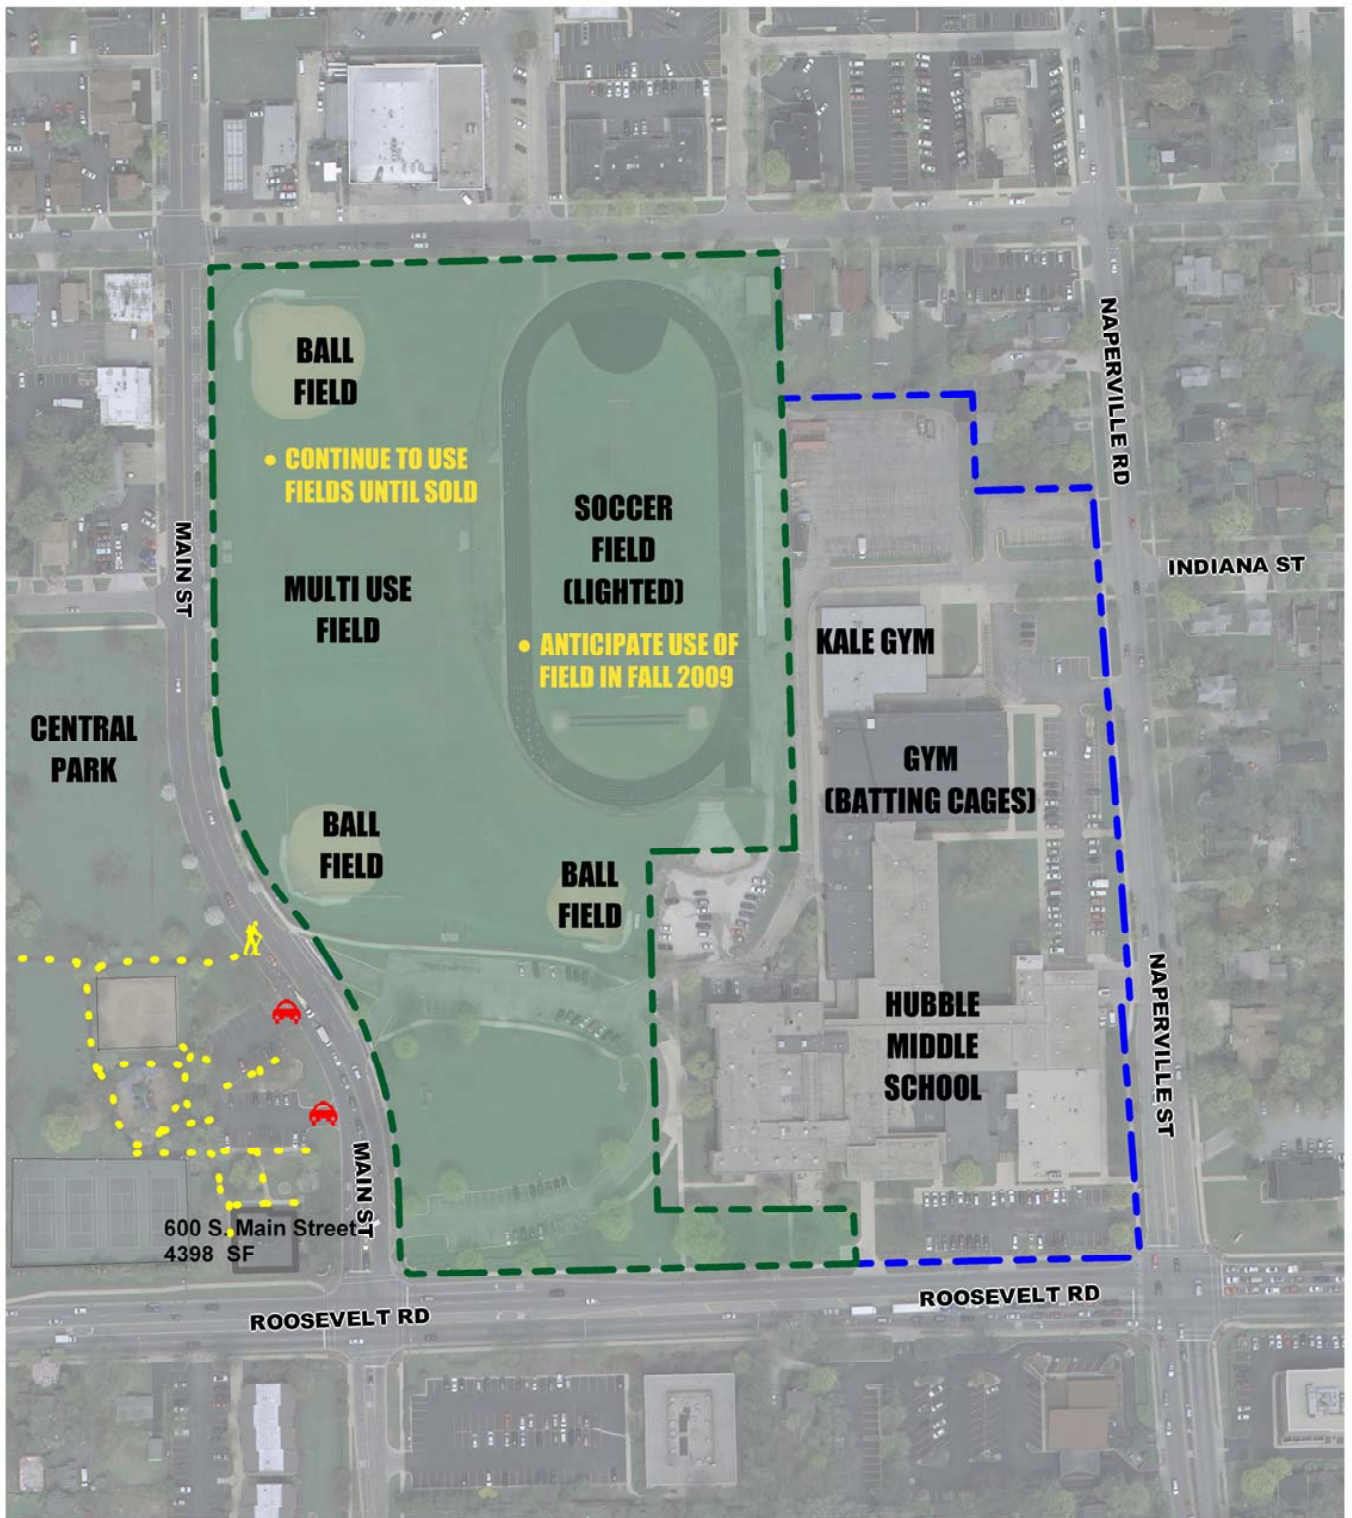 BALL
FIELD
• CONTINUE TO USE
FIELDS UNTIL SOLD
NAPERVILLE RD
SOCCER
FIELD
(LIGHTED)
MAIN ST
INDIANA ST
MULTI USE
FIELD
• ANTICIPATE USE OF
FIELD IN FALL 2009
KALE GYM
CENTRAL
PARK
GYM
(BATTING CAGES)
BALL
FIELD
BALL
FIELD
NAPERVILLE ST
HUBBLE
MIDDLE
SCHOOL
MAIN ST
600 S. Main Street
4398 SF
ROOSEVELT RD
ROOSEVELT RD